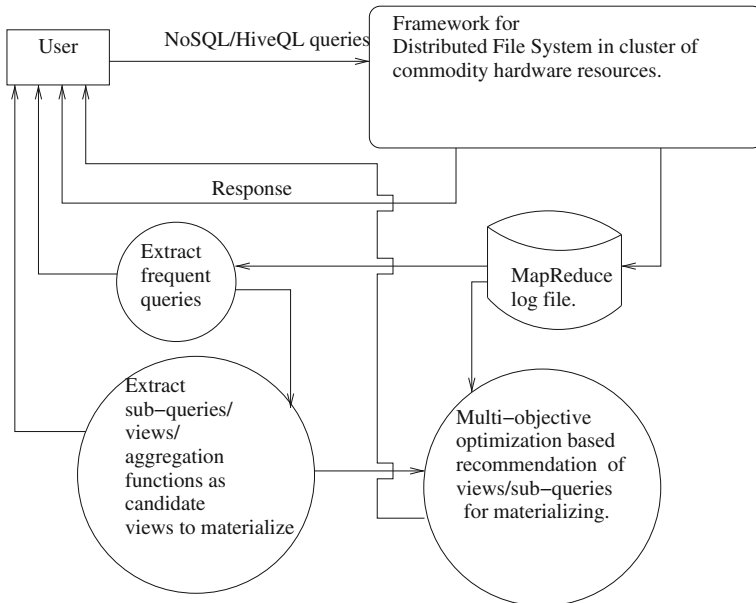 User
NoSQL/HiveQL queries
Framework for
Distributed File System in cluster of
commodity hardware resources.
Response
Extract
frequent
queries
MapReduce
log file.
Extract
sub−queries/
views/
aggregation
functions as
candidate
views to materialize
Multi−objective
optimization based
recommendation of
views/sub−queries
for materializing.